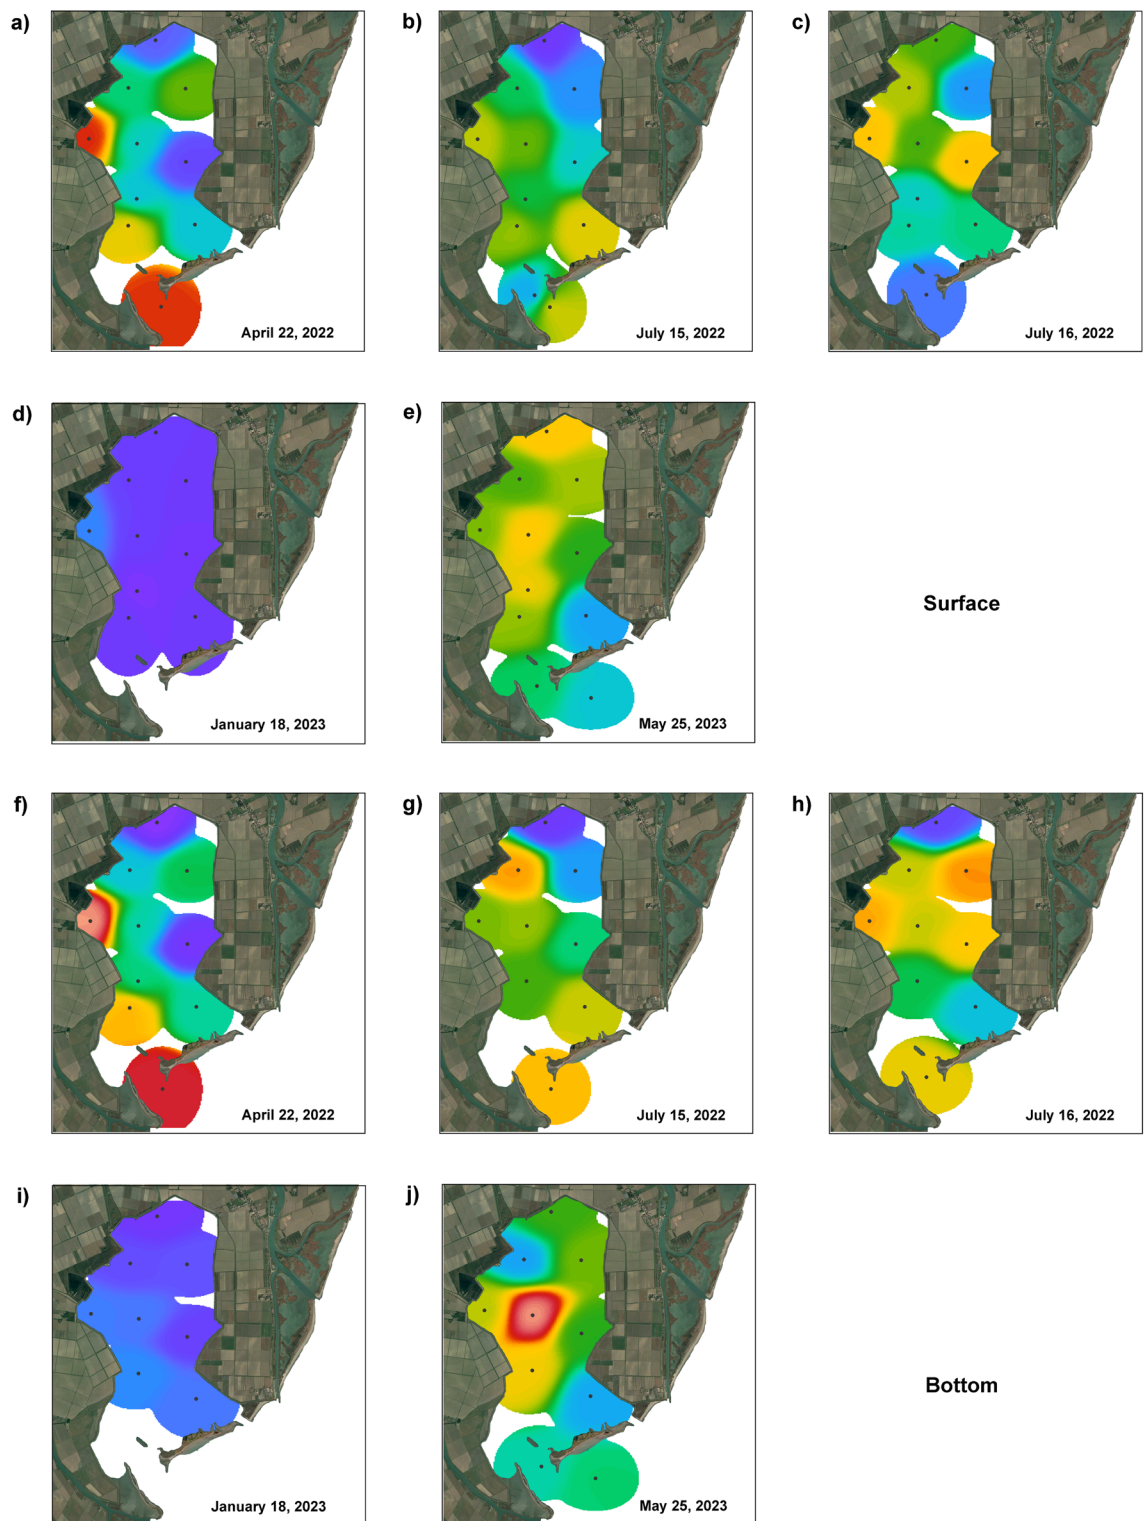 a)
b)
c)
April 22, 2022
July 15, 2022
July 16, 2022
d)
e)
Surface
January 18, 2023
May 25, 2023
f)
g)
h)
April 22, 2022
July 15, 2022
July 16, 2022
i)
j)
Bottom
January 18, 2023
May 25, 2023